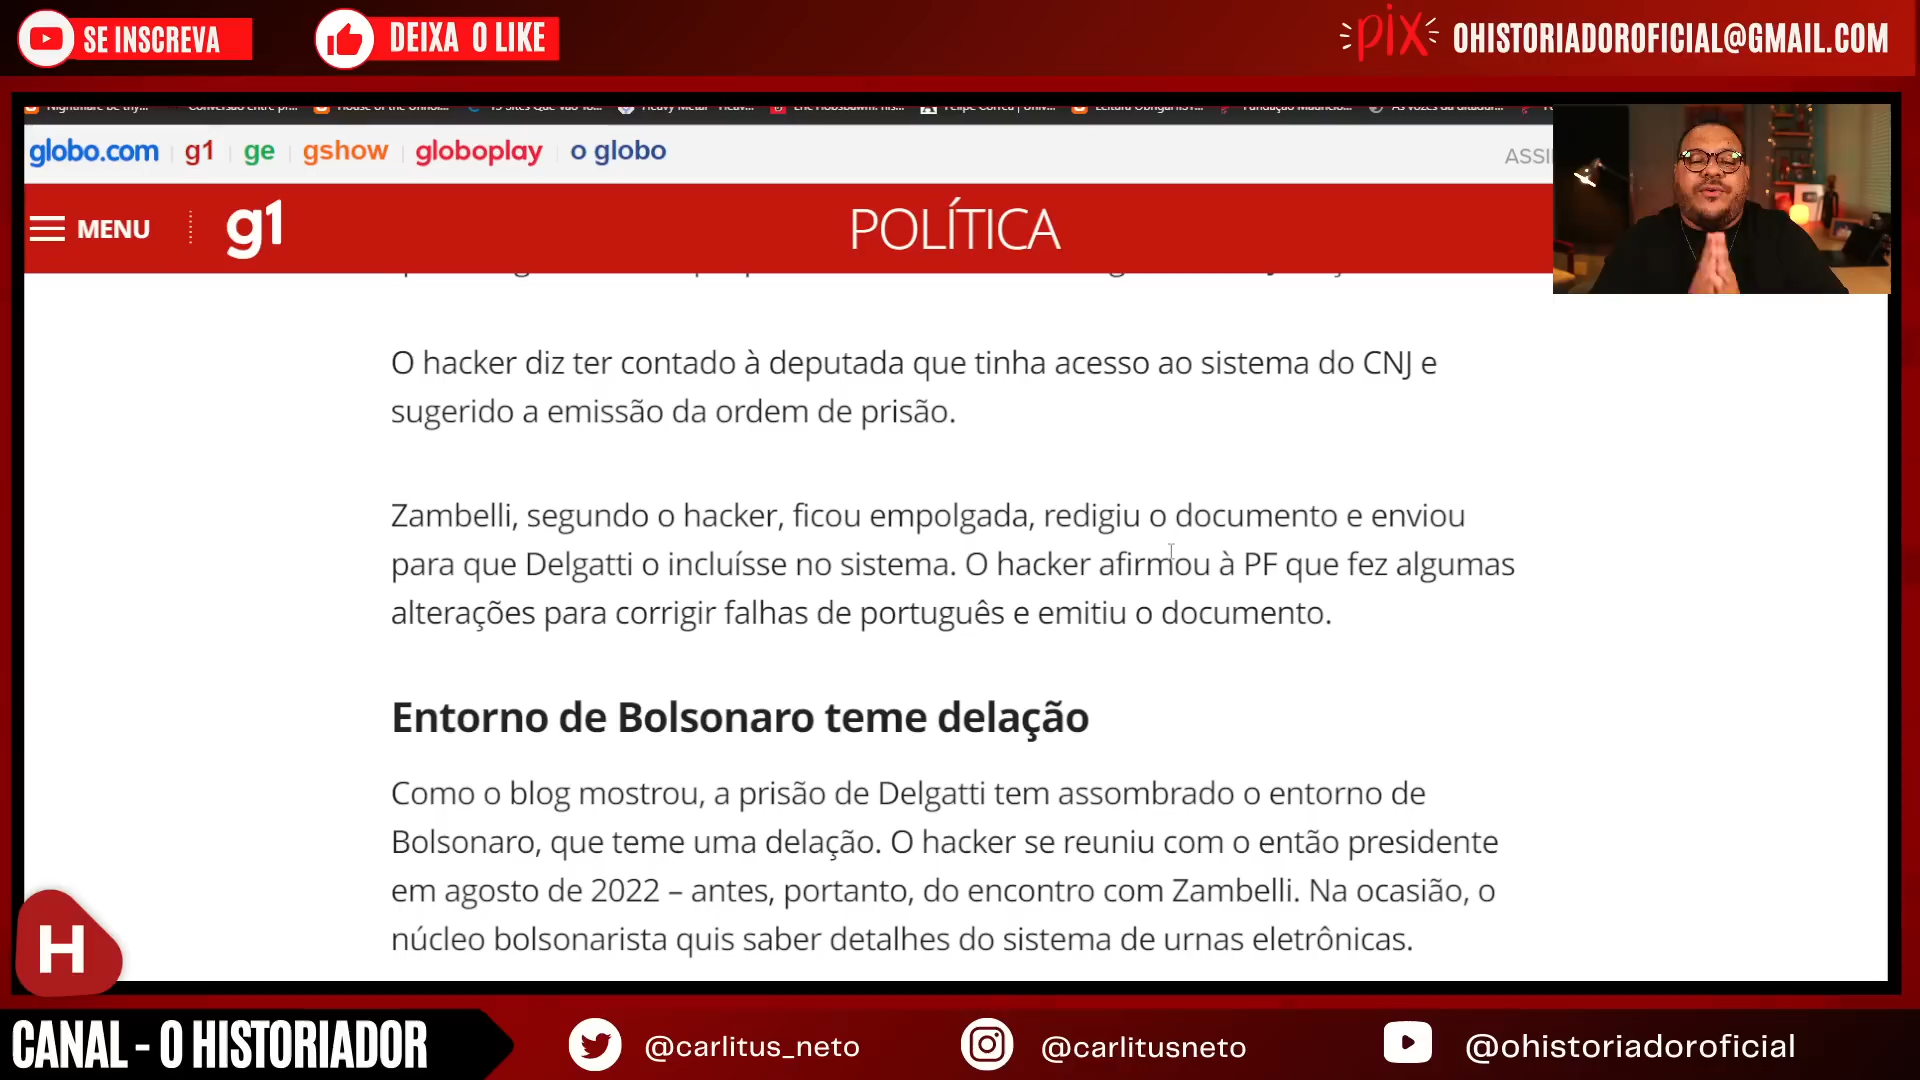 SE INSCREVA
DEIXA O LIKE
PIX
OHISTORIADOROFICIAL@GMAIL.COM
globo.com g1 ge gshow globoplay o globo
ASSI
MENU g1 POLÍTICA
O hacker diz ter contado à deputada que tinha acesso ao sistema do CNJ e
sugerido a emissão da ordem de prisão.
Zambelli, segundo o hacker, ficou empolgada, redigiu o documento e enviou
para que Delgatti o incluísse no sistema. O hacker afirmou à PF que fez algumas
alterações para corrigir falhas de português e emitiu o documento.
Entorno de Bolsonaro teme delação
Como o blog mostrou, a prisão de Delgatti tem assombrado o entorno de
Bolsonaro, que teme uma delação. O hacker se reuniu com o então presidente
em agosto de 2022 – antes, portanto, do encontro com Zambelli. Na ocasião, o
núcleo bolsonarista quis saber detalhes do sistema de urnas eletrônicas.
H
CANAL - O HISTORIADOR
@carlitus_neto
@carlitusneto
@ohistoriadoroficial